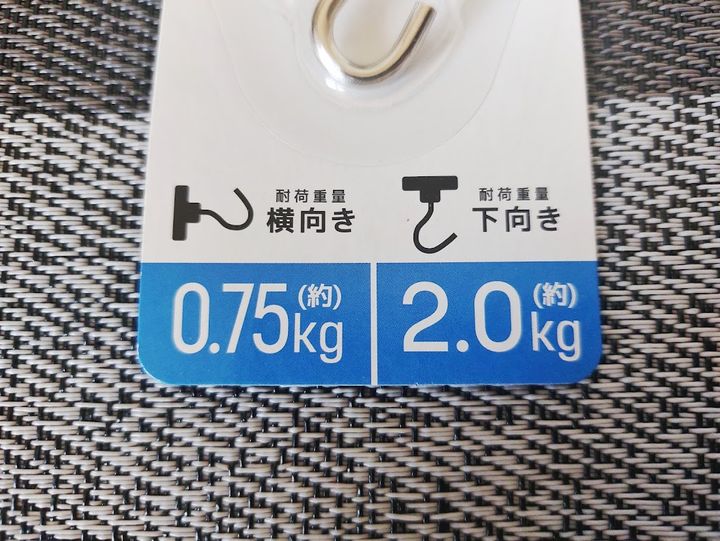 耐荷重量
横向き
耐荷重量
下向き
0.75(約)kg
2.0(約)kg